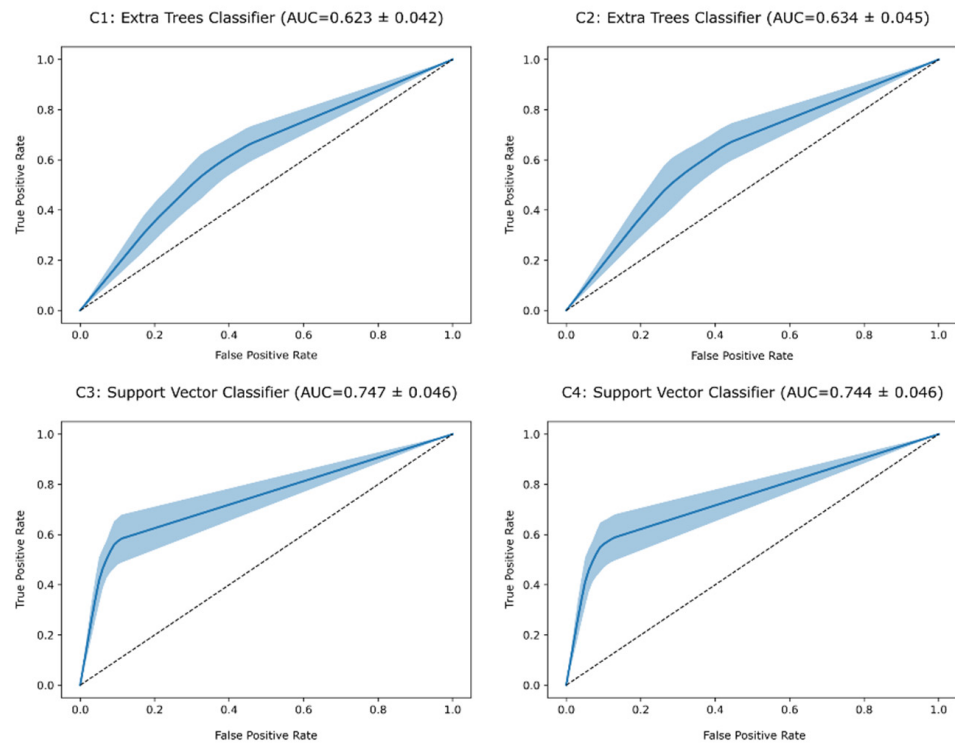 C1: Extra Trees Classifier (AUC=0.623 ± 0.042)
1.0
0.8
0.6
0.4
0.2
0.0
True Positive Rate
0.0 0.2 0.4 0.6 0.8 1.0
False Positive Rate
C2: Extra Trees Classifier (AUC=0.634 ± 0.045)
1.0
0.8
0.6
0.4
0.2
0.0
True Positive Rate
0.0 0.2 0.4 0.6 0.8 1.0
False Positive Rate
C3: Support Vector Classifier (AUC=0.747 ± 0.046)
1.0
0.8
0.6
0.4
0.2
0.0
True Positive Rate
0.0 0.2 0.4 0.6 0.8 1.0
False Positive Rate
C4: Support Vector Classifier (AUC=0.744 ± 0.046)
1.0
0.8
0.6
0.4
0.2
0.0
True Positive Rate
0.0 0.2 0.4 0.6 0.8 1.0
False Positive Rate